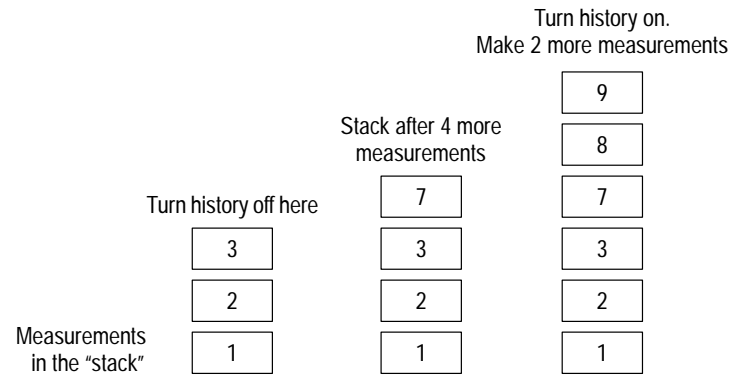 Turn history on.
Make 2 more measurements
9
Stack after 4 more
measurements
8
Turn history off here
7
7
3
3
3
2
2
2
Measurements
in the “stack”
1
1
1